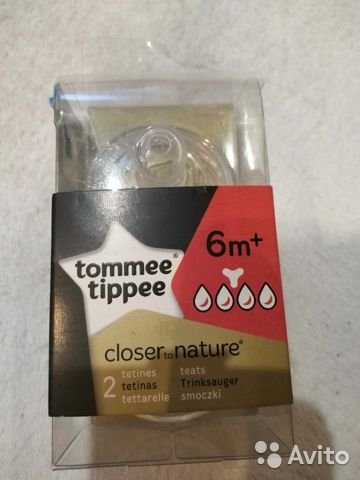 tommee®
tippee
6m+
closer to nature®
2
tetines teats
tetinas Trinksauger
tettarelle smoczki
Avito